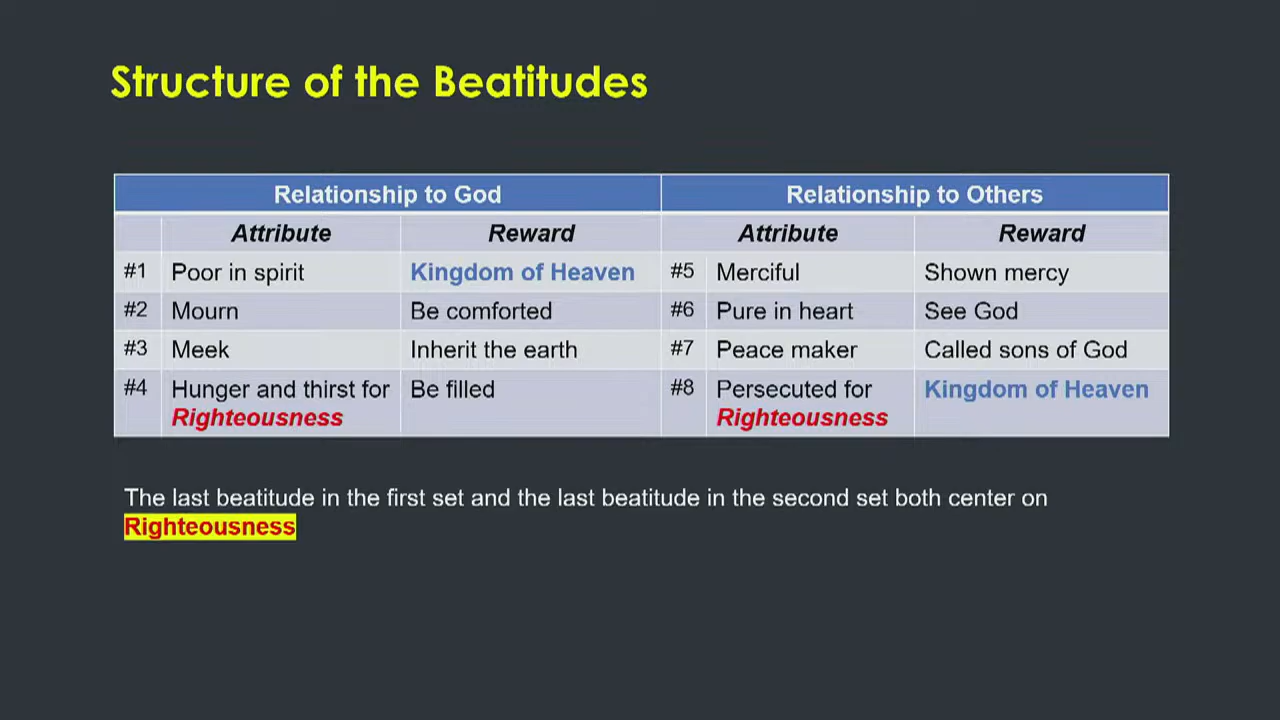 Structure of the Beatitudes
Relationship to God Relationship to Others
Attribute Reward Attribute Reward
#1 Poor in spirit Kingdom of Heaven #5 Merciful Shown mercy
#2 Mourn Be comforted #6 Pure in heart See God
#3 Meek Inherit the earth #7 Peace maker Called sons of God
#4 Hunger and thirst for Be filled #8 Persecuted for Kingdom of Heaven
Righteousness Righteousness
The last beatitude in the first set and the last beatitude in the second set both center on
Righteousness